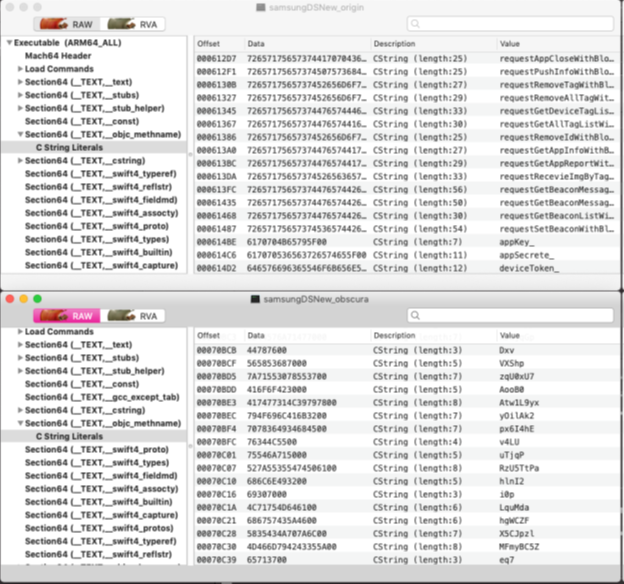 samsungDSNew_origin
RAW RVA
Executable (ARM64_ALL)
Mach64 Header
Load Commands
Section64 (__TEXT,__text)
Section64 (__TEXT,__stubs)
Section64 (__TEXT,__stub_helper)
Section64 (__TEXT,__const)
Section64 (__TEXT,__objc_methname)
C String Literals
Section64 (__TEXT,__cstring)
Section64 (__TEXT,__swift4_typeref)
Section64 (__TEXT,__swift4_reflstr)
Section64 (__TEXT,__swift4_fieldmd)
Section64 (__TEXT,__swift4_assocty)
Section64 (__TEXT,__swift4_proto)
Section64 (__TEXT,__swift4_types)
Section64 (__TEXT,__swift4_builtin)
Section64 (__TEXT,__swift4_capture)
Offset Data Description Value
000612D7 72657175657374417070436... CString (length:25) requestAppCloseWithBlo...
000612F1 72657175657374507573684... CString (length:25) requestPushInfoWithBlo...
0006130B 7265717565737452656D6F7... CString (length:27) requestRemoveTagWithBl...
00061327 7265717565737452656D6F7... CString (length:29) requestRemoveAllTagWit...
00061345 72657175657374476574446... CString (length:33) requestGetDeviceTagLis...
00061367 72657175657374476574416... CString (length:30) requestGetAllTagListWi...
00061386 7265717565737452656D6F7... CString (length:25) requestRemoveIdWithBlo...
000613A0 72657175657374476574417... CString (length:27) requestGetAppInfoWithB...
000613BC 72657175657374476574417... CString (length:29) requestGetAppReportWit...
000613DA 72657175657374526563657... CString (length:33) requestRecevieImgByTag...
000613FC 72657175657374476574426... CString (length:56) requestGetBeaconMessag...
00061435 72657175657374476574426... CString (length:50) requestGetBeaconMessag...
00061468 72657175657374476574426... CString (length:30) requestGetBeaconListWi...
00061487 72657175657374536574426... CString (length:54) requestSetBeaconWithBl...
000614BE 6170704B65795F00 CString (length:7) appKey_
000614C6 617070536563726574655F00 CString (length:11) appSecrete_
000614D2 646576696365546F6B656E5... CString (length:12) deviceToken_
samsungDSNew_obscura
RAW RVA
Load Commands
Section64 (__TEXT,__text)
Section64 (__TEXT,__stubs)
Section64 (__TEXT,__stub_helper)
Section64 (__TEXT,__const)
Section64 (__TEXT,__gcc_except_tab)
Section64 (__TEXT,__cstring)
Section64 (__TEXT,__objc_methname)
C String Literals
Section64 (__TEXT,__swift4_proto)
Section64 (__TEXT,__swift4_types)
Section64 (__TEXT,__swift4_fieldmd)
Section64 (__TEXT,__swift4_assocty)
Section64 (__TEXT,__swift4_builtin)
Section64 (__TEXT,__swift4_capture)
Section64 (__TEXT,__swift4_protos)
Section64 (__TEXT,__swift4_typeref)
Section64 (__TEXT,__swift4_reflstr)
Offset Data Description Value
00070BCB 44787600 CString (length:3) Dxv
00070BCF 565853687000 CString (length:5) VXShp
00070BD5 7A71553078553700 CString (length:7) zqU0xU7
00070BDD 416F6F423000 CString (length:5) AooB0
00070BE3 417477314C39797800 CString (length:8) Atw1L9yx
00070BEC 794F696C416B3200 CString (length:7) yOilAk2
00070BF4 7078364934684500 CString (length:7) px6I4hE
00070BFC 76344C5500 CString (length:4) v4LU
00070C01 75546A715000 CString (length:5) uTjqP
00070C07 527A55355474506100 CString (length:8) RzU5TtPa
00070C10 686C6E493200 CString (length:5) hlnI2
00070C16 69307000 CString (length:3) i0p
00070C1A 4C71754D646100 CString (length:6) LquMda
00070C21 686757435A4600 CString (length:6) hgWCZF
00070C28 5835434A707A6C00 CString (length:7) X5CJpzl
00070C30 4D466D794243355A00 CString (length:8) MFmyBC5Z
00070C39 65713700 CString (length:3) eq7